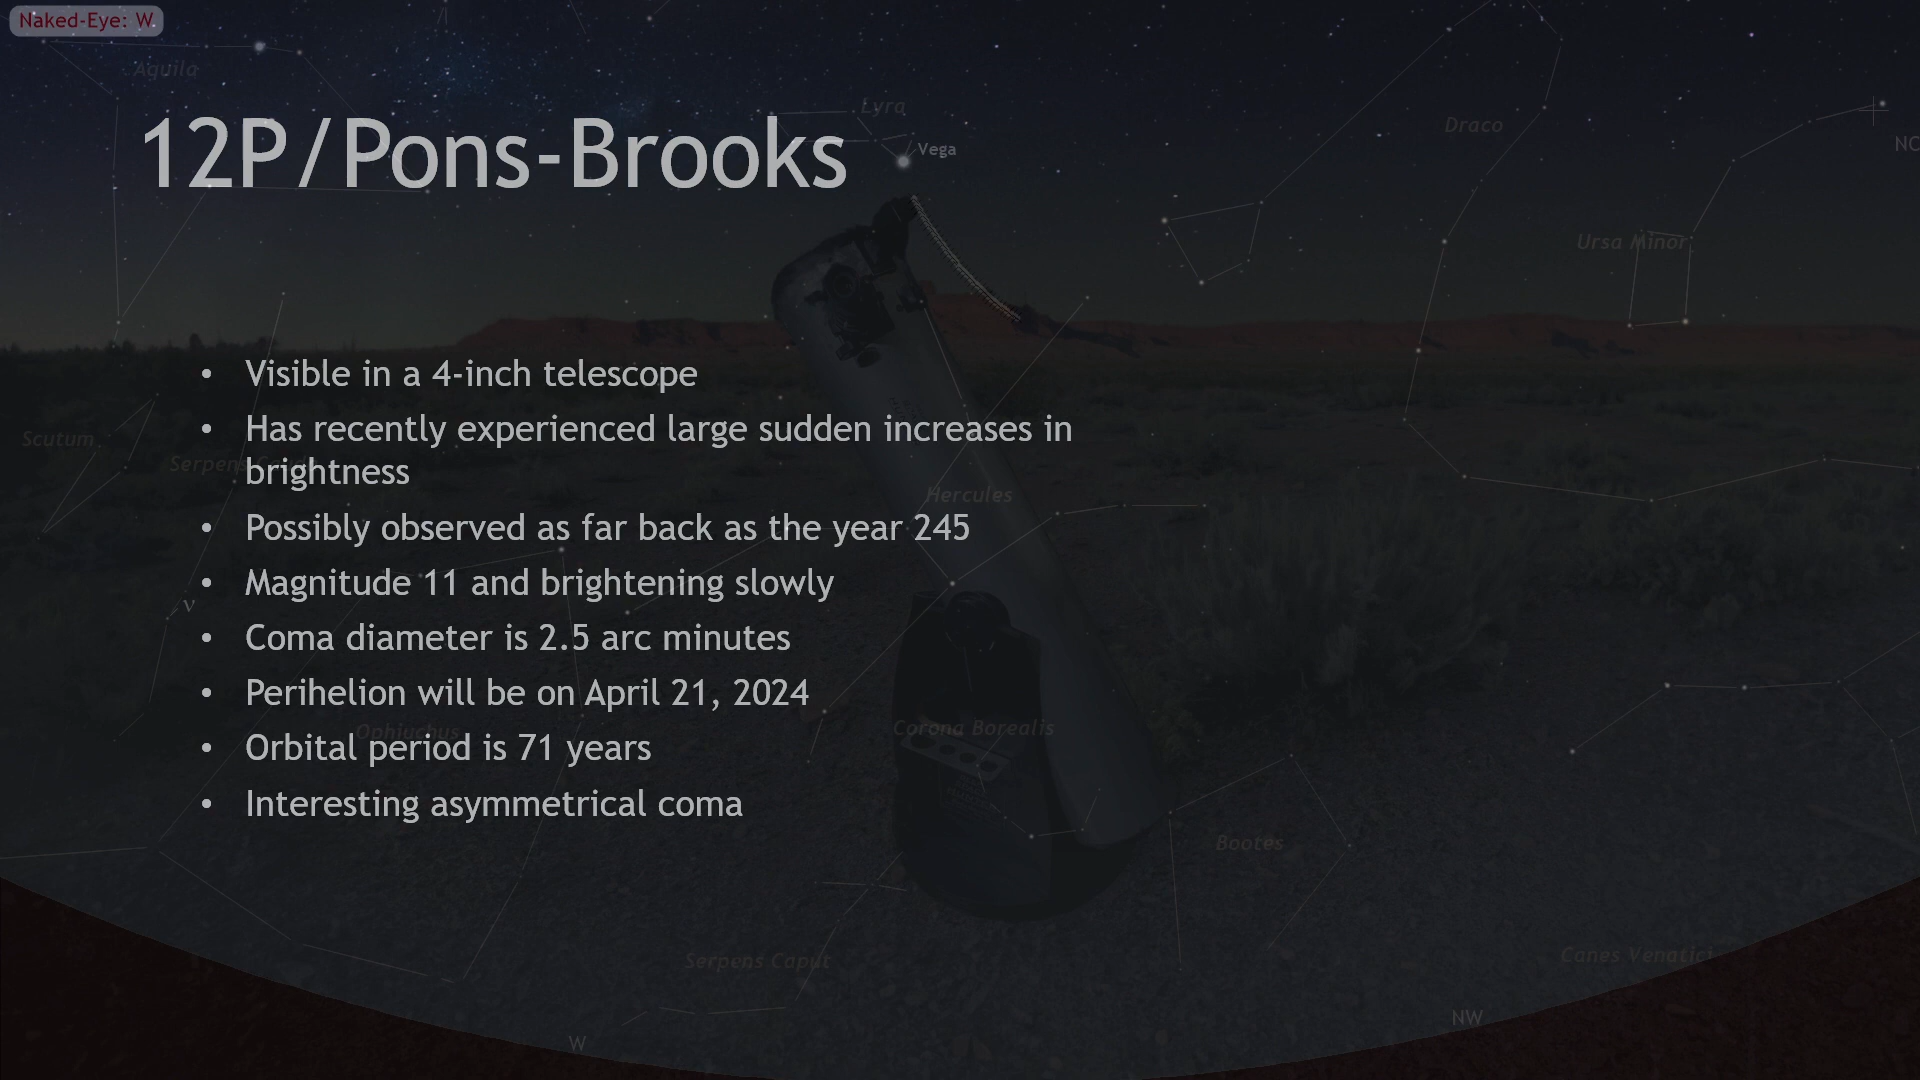 Naked-Eye: W
Aquila
Lyra
Vega
Draco
NC
12P/Pons-Brooks
Ursa Minor
• Visible in a 4-inch telescope
• Has recently experienced large sudden increases in
brightness
Scutum
Hercules
• Possibly observed as far back as the year 245
• Magnitude 11 and brightening slowly
ν
• Coma diameter is 2.5 arc minutes
• Perihelion will be on April 21, 2024
Ophiuchus
Corona Borealis
• Orbital period is 71 years
• Interesting asymmetrical coma
Bootes
Serpens Caput
Canes Venatici
NW
W